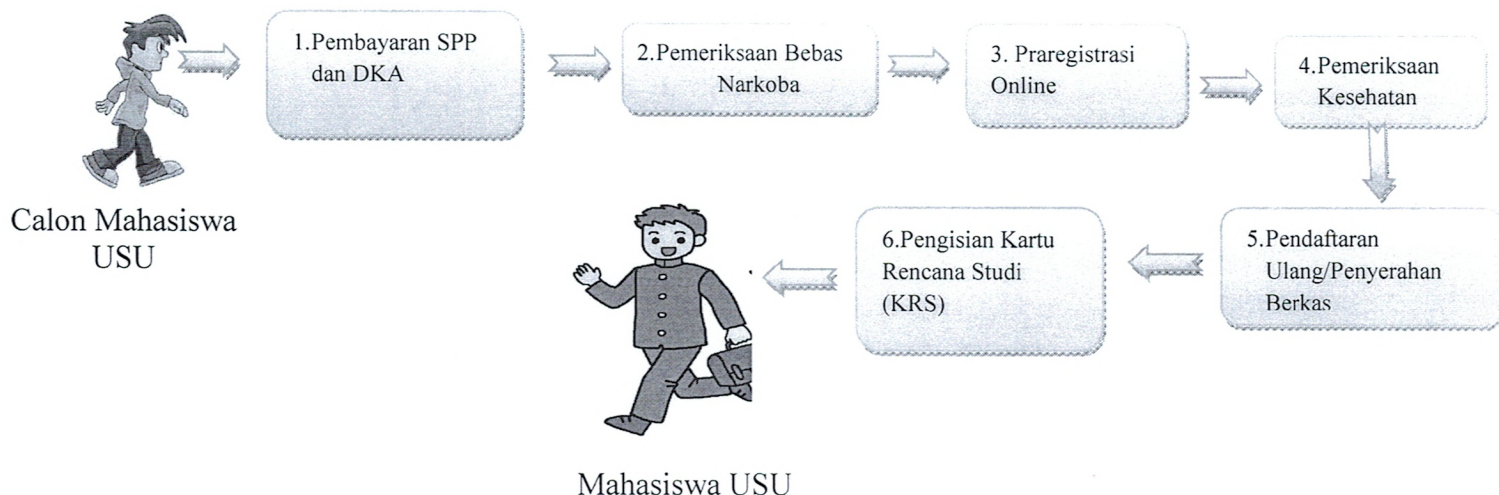 1.Pembayaran SPP
dan DKA
2.Pemeriksaan Bebas
Narkoba
3. Praregistrasi
Online
4.Pemeriksaan
Kesehatan
Calon Mahasiswa
USU
5.Pendaftaran
Ulang/Penyerahan
Berkas
6.Pengisian Kartu
Rencana Studi
(KRS)
Mahasiswa USU